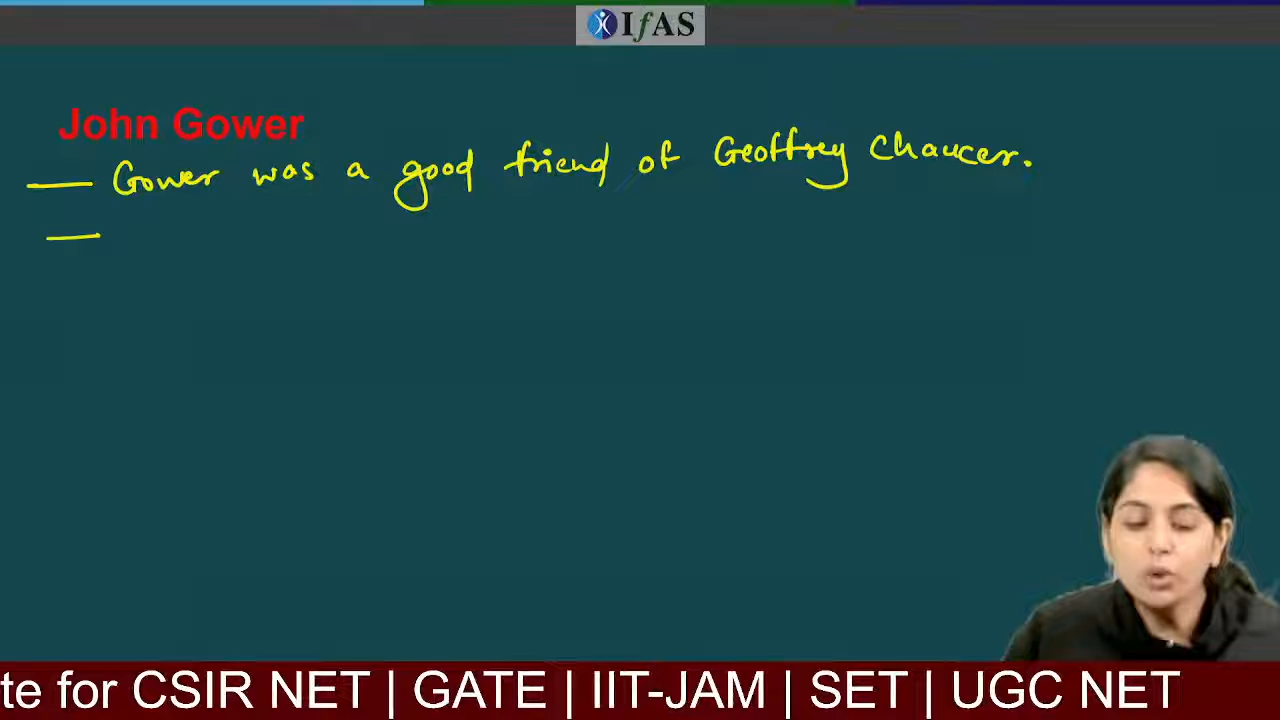 IfAS
John Gower
— Gower was a good friend of Geoffrey Chaucer.
—
te for CSIR NET | GATE | IIT-JAM | SET | UGC NET